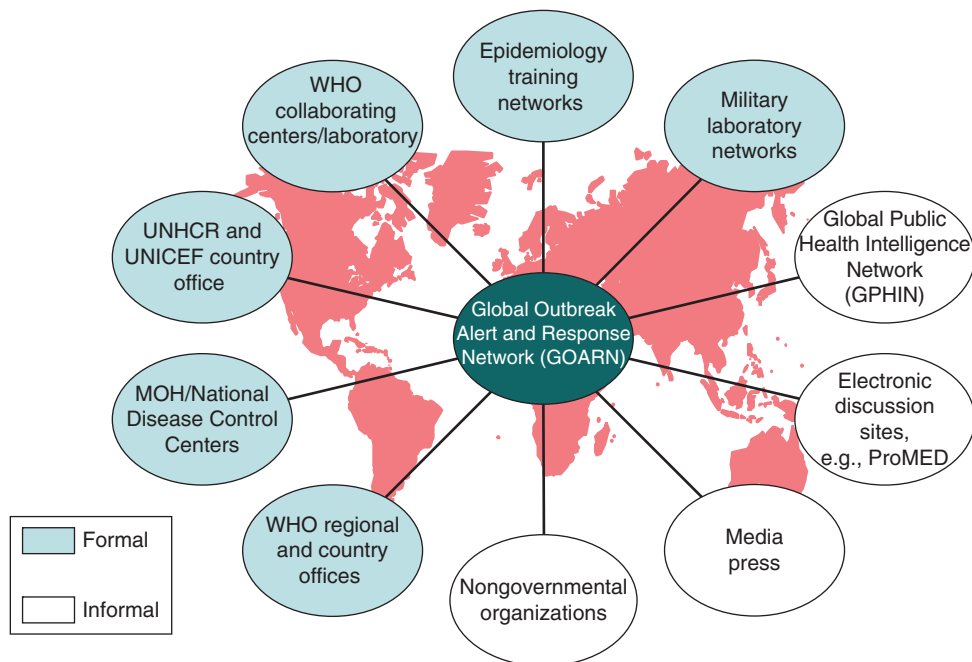 Epidemiology
training
networks
WHO
collaborating
centers/laboratory
Military
laboratory
networks
UNHCR and
UNICEF country
office
Global Public
Health Intelligence
Network
(GPHIN)
Global Outbreak
Alert and Response
Network (GOARN)
MOH/National
Disease Control
Centers
Electronic
discussion
sites,
e.g., ProMED
WHO regional
and country
offices
Nongovernmental
organizations
Media
press
Formal
Informal